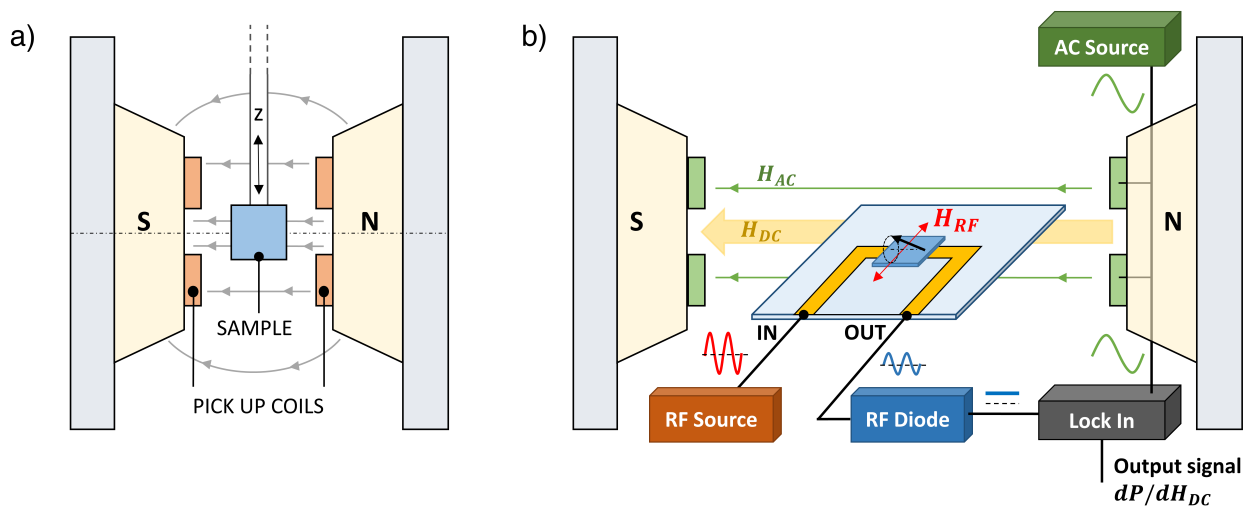 a)
z
S
N
SAMPLE
PICK UP COILS
b)
AC Source
H_AC
S
N
H_RF
H_DC
IN
OUT
RF Source
RF Diode
Lock In
Output signal
dP/dH_DC